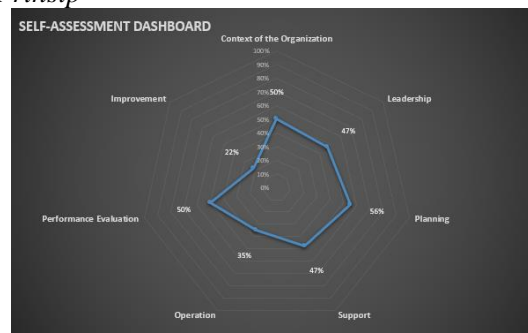 SELF-ASSESSMENT DASHBOARD
Context of the Organization
100%
90%
80%
70%
50%
60%
50%
40%
30%
20%
10%
0%
Improvement
Leadership
47%
22%
Performance Evaluation
50%
56%
Planning
35%
47%
Operation
Support